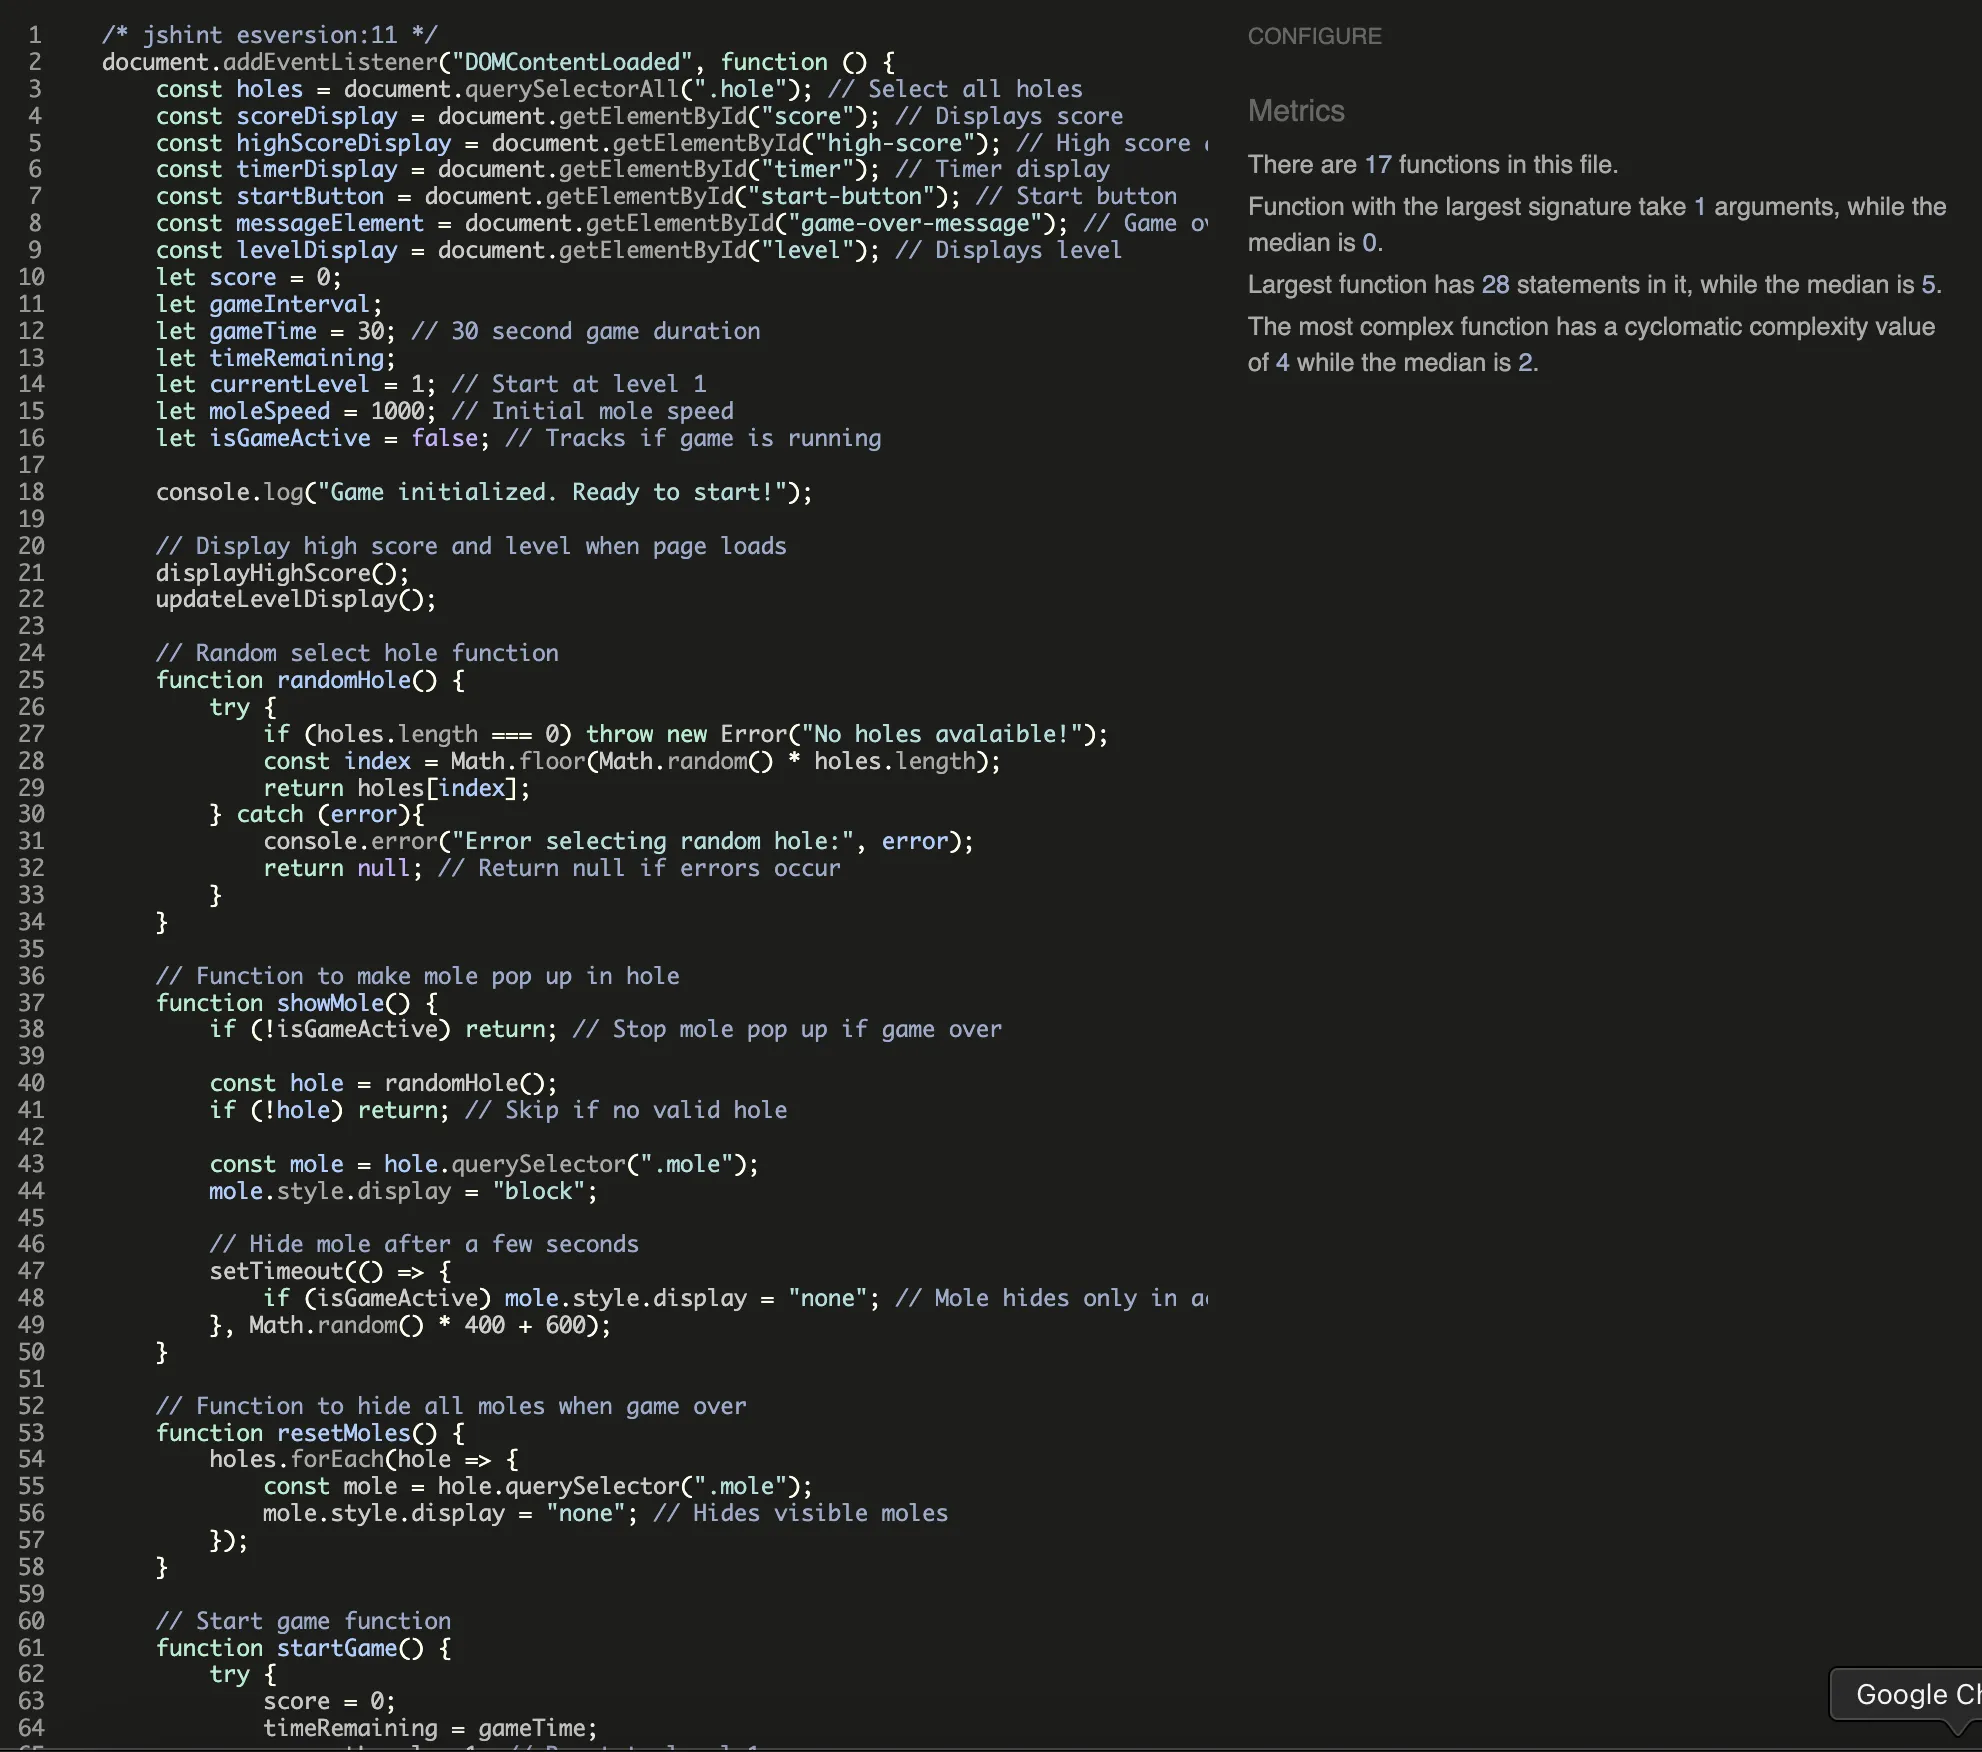 1 /* jshint esversion:11 */
2 document.addEventListener("DOMContentLoaded", function () {
3 const holes = document.querySelectorAll(".hole"); // Select all holes
4 const scoreDisplay = document.getElementById("score"); // Displays score
5 const highScoreDisplay = document.getElementById("high-score"); // High score
6 const timerDisplay = document.getElementById("timer"); // Timer display
7 const startButton = document.getElementById("start-button"); // Start button
8 const messageElement = document.getElementById("game-over-message"); // Game
9 const levelDisplay = document.getElementById("level"); // Displays level
10 let score = 0;
11 let gameInterval;
12 let gameTime = 30; // 30 second game duration
13 let timeRemaining;
14 let currentLevel = 1; // Start at level 1
15 let moleSpeed = 1000; // Initial mole speed
16 let isGameActive = false; // Tracks if game is running
17
18 console.log("Game initialized. Ready to start!");
19
20 // Display high score and level when page loads
21 displayHighScore();
22 updateLevelDisplay();
23
24 // Random select hole function
25 function randomHole() {
26 try {
27 if (holes.length === 0) throw new Error("No holes avalaible!");
28 const index = Math.floor(Math.random() * holes.length);
29 return holes[index];
30 } catch (error){
31 console.error("Error selecting random hole:", error);
32 return null; // Return null if errors occur
33 }
34 }
35
36 // Function to make mole pop up in hole
37 function showMole() {
38 if (!isGameActive) return; // Stop mole pop up if game over
39
40 const hole = randomHole();
41 if (!hole) return; // Skip if no valid hole
42
43 const mole = hole.querySelector(".mole");
44 mole.style.display = "block";
45
46 // Hide mole after a few seconds
47 setTimeout(() => {
48 if (isGameActive) mole.style.display = "none"; // Mole hides only in
49 }, Math.random() * 400 + 600);
50 }
51
52 // Function to hide all moles when game over
53 function resetMoles() {
54 holes.forEach(hole => {
55 const mole = hole.querySelector(".mole");
56 mole.style.display = "none"; // Hides visible moles
57 });
58 }
59
60 // Start game function
61 function startGame() {
62 try {
63 score = 0;
64 timeRemaining = gameTime;
CONFIGURE
Metrics
There are 17 functions in this file.
Function with the largest signature take 1 arguments, while the
median is 0.
Largest function has 28 statements in it, while the median is 5.
The most complex function has a cyclomatic complexity value
of 4 while the median is 2.
Google